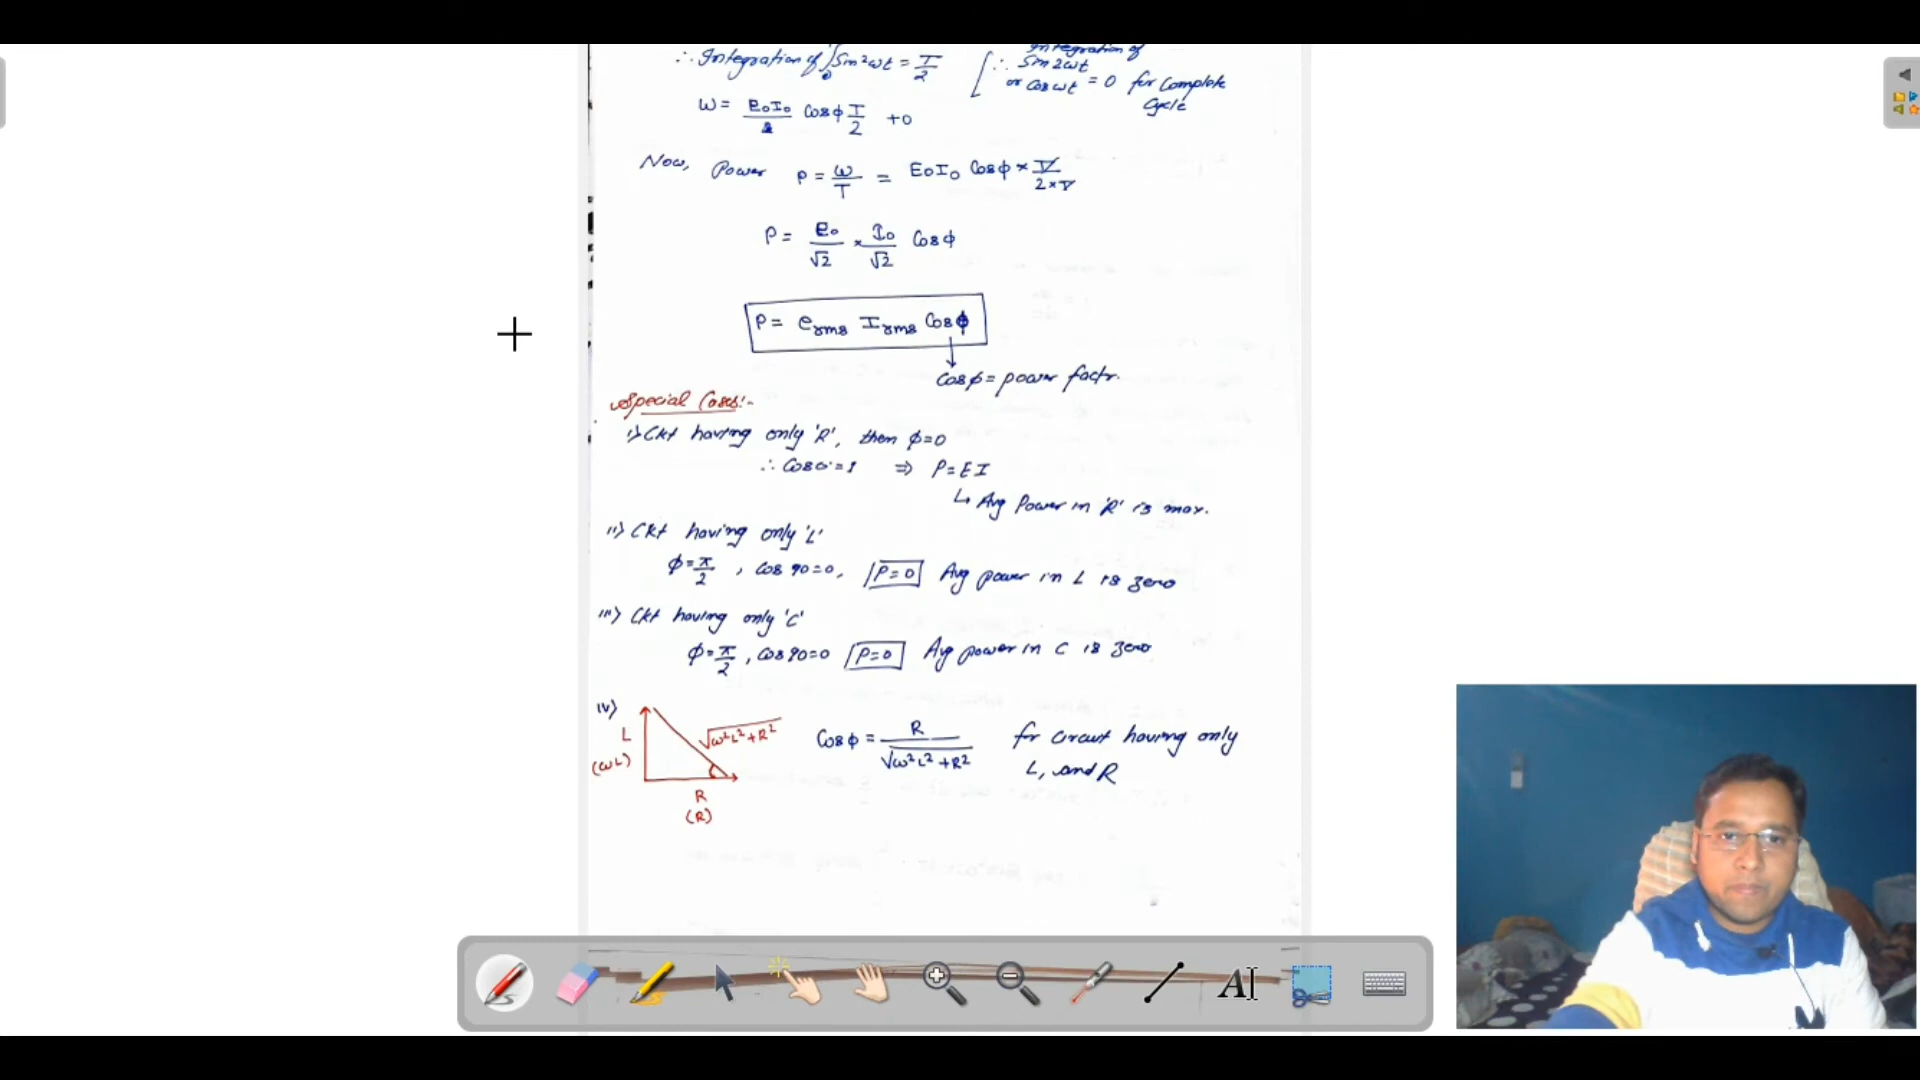 ∴ Integration of ∫₀ Sin²ωt = T/2 [∴ Integration of Sin2ωt or Cosωt = 0 for Complete Cycle
W = E₀I₀ Cosφ T/2 + 0
Now, Power P = W/T = E₀I₀ Cosφ × T/2×T
P = E₀/√2 × I₀/√2 Cosφ
P = erms Irms Cosφ
Cosφ = power factr.
Special Cases:-
i) Ckt having only 'R', then φ=0
∴ Cos0°=1 ⇒ P=EI
↳ Avg Power in 'R' is max.
ii) Ckt having only 'L'
φ=π/2, Cos 90=0, P=0 Avg power in L is zero
iii) Ckt having only 'C'
φ=π/2, Cos90=0 P=0 Avg power in C is zero
iv) L (ωL) √ω²L²+R² R (R)
Cosφ = R/√ω²L²+R² for circuit having only L, and R
A